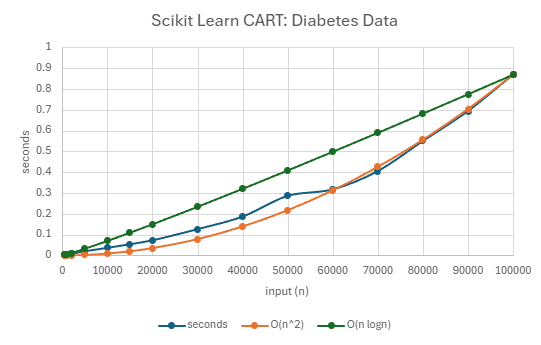 Scikit Learn CART: Diabetes Data
1
0.9
0.8
0.7
0.6
0.5
0.4
0.3
0.2
0.1
0
seconds
0 10000 20000 30000 40000 50000 60000 70000 80000 90000 100000
input (n)
seconds O(n^2) O(n logn)